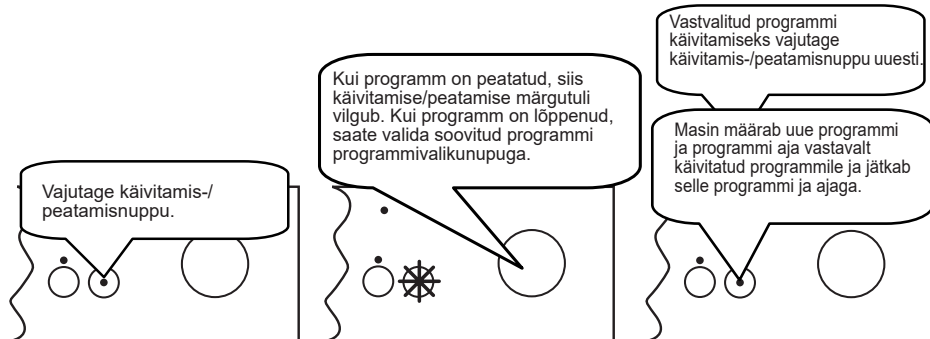 Vajutage käivitamis-/
peatamisnuppu.
Kui programm on peatatud, siis
käivitamise/peatamise märgutuli
vilgub. Kui programm on lõppenud,
saate valida soovitud programmi
programmivalikunupuga.
Vastvalitud programmi
käivitamiseks vajutage
käivitamis-/peatamisnuppu uuesti.
Masin määrab uue programmi
ja programmi aja vastavalt
käivitatud programmile ja jätkab
selle programmi ja ajaga.